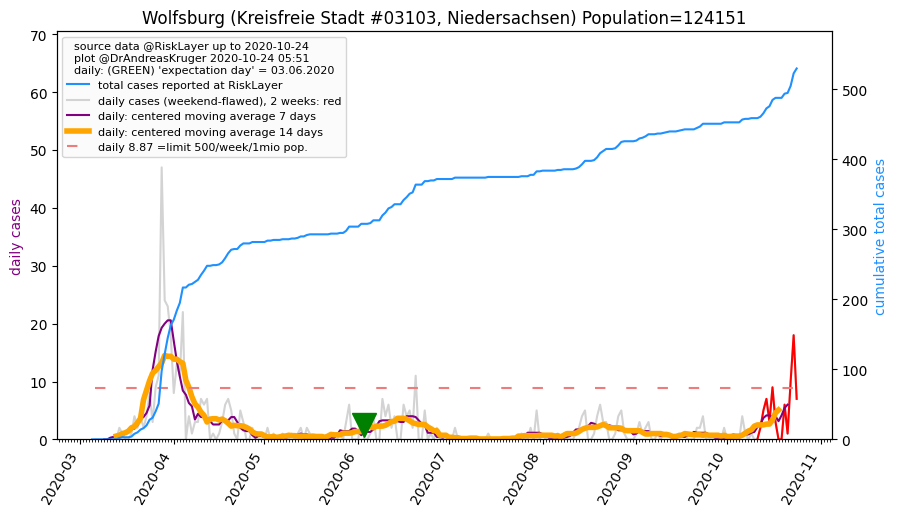 Wolfsburg (Kreisfreie Stadt #03103, Niedersachsen) Population=124151
source data @RiskLayer up to 2020-10-24
plot @DrAndreasKruger 2020-10-24 05:51
daily: (GREEN) 'expectation day' = 03.06.2020
total cases reported at RiskLayer
daily cases (weekend-flawed), 2 weeks: red
daily: centered moving average 7 days
daily: centered moving average 14 days
daily 8.87 =limit 500/week/1mio pop.
daily cases
70
60
50
40
30
20
10
0
cumulative total cases
500
400
300
200
100
0
2020-03
2020-04
2020-05
2020-06
2020-07
2020-08
2020-09
2020-10
2020-11